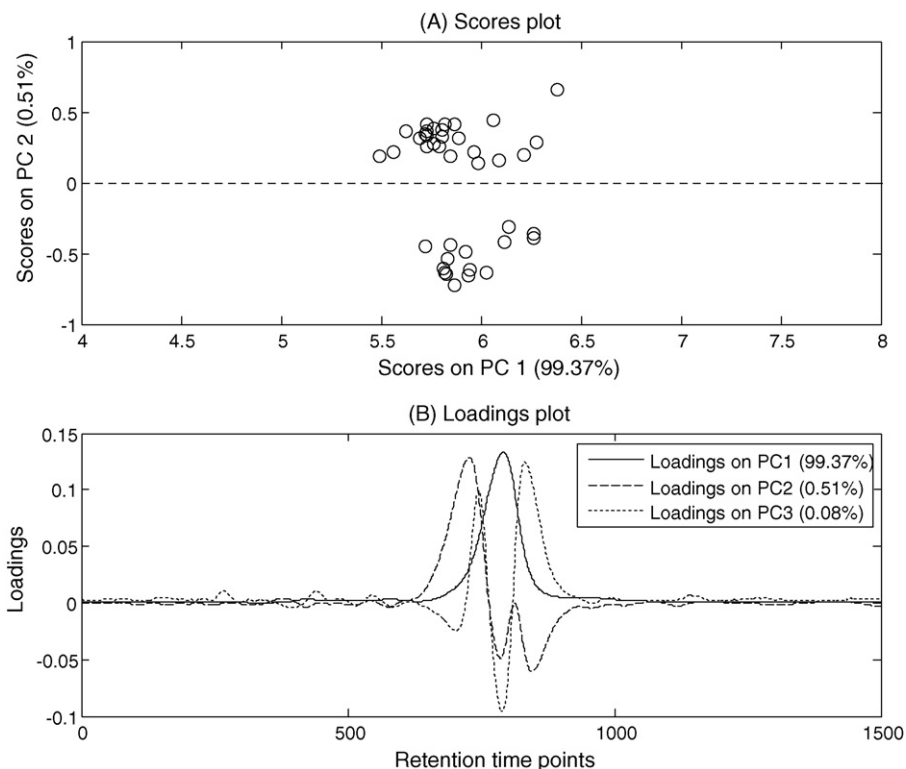 (A) Scores plot
Scores on PC 2 (0.51%)
1
0.5
0
-0.5
-1
4
4.5
5
5.5
6
6.5
7
7.5
8
Scores on PC 1 (99.37%)
(B) Loadings plot
Loadings
0.15
0.1
0.05
0
-0.05
-0.1
Loadings on PC1 (99.37%)
Loadings on PC2 (0.51%)
Loadings on PC3 (0.08%)
0
500
1000
1500
Retention time points